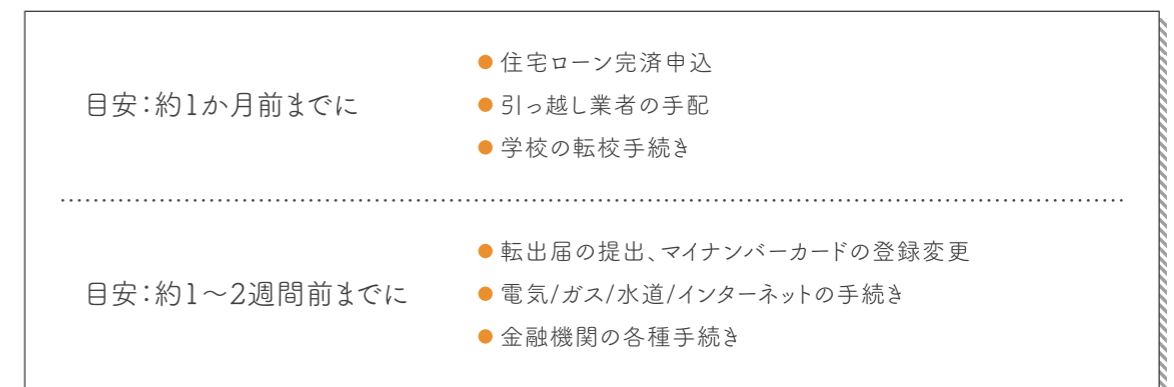 目安：約1か月前までに
● 住宅ローン完済申込
● 引っ越し業者の手配
● 学校の転校手続き
目安：約1～2週間前までに
● 転出届の提出、マイナンバーカードの登録変更
● 電気/ガス/水道/インターネットの手続き
● 金融機関の各種手続き